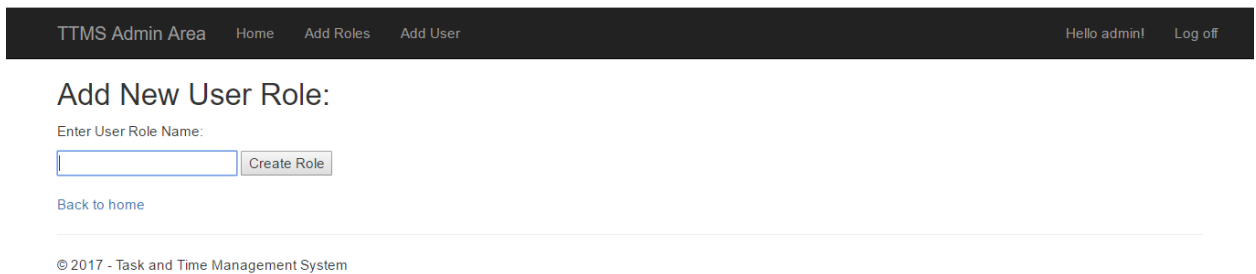 TTMS Admin Area Home Add Roles Add User Hello admin! Log off
Add New User Role:
Enter User Role Name:
Create Role
Back to home
© 2017 - Task and Time Management System